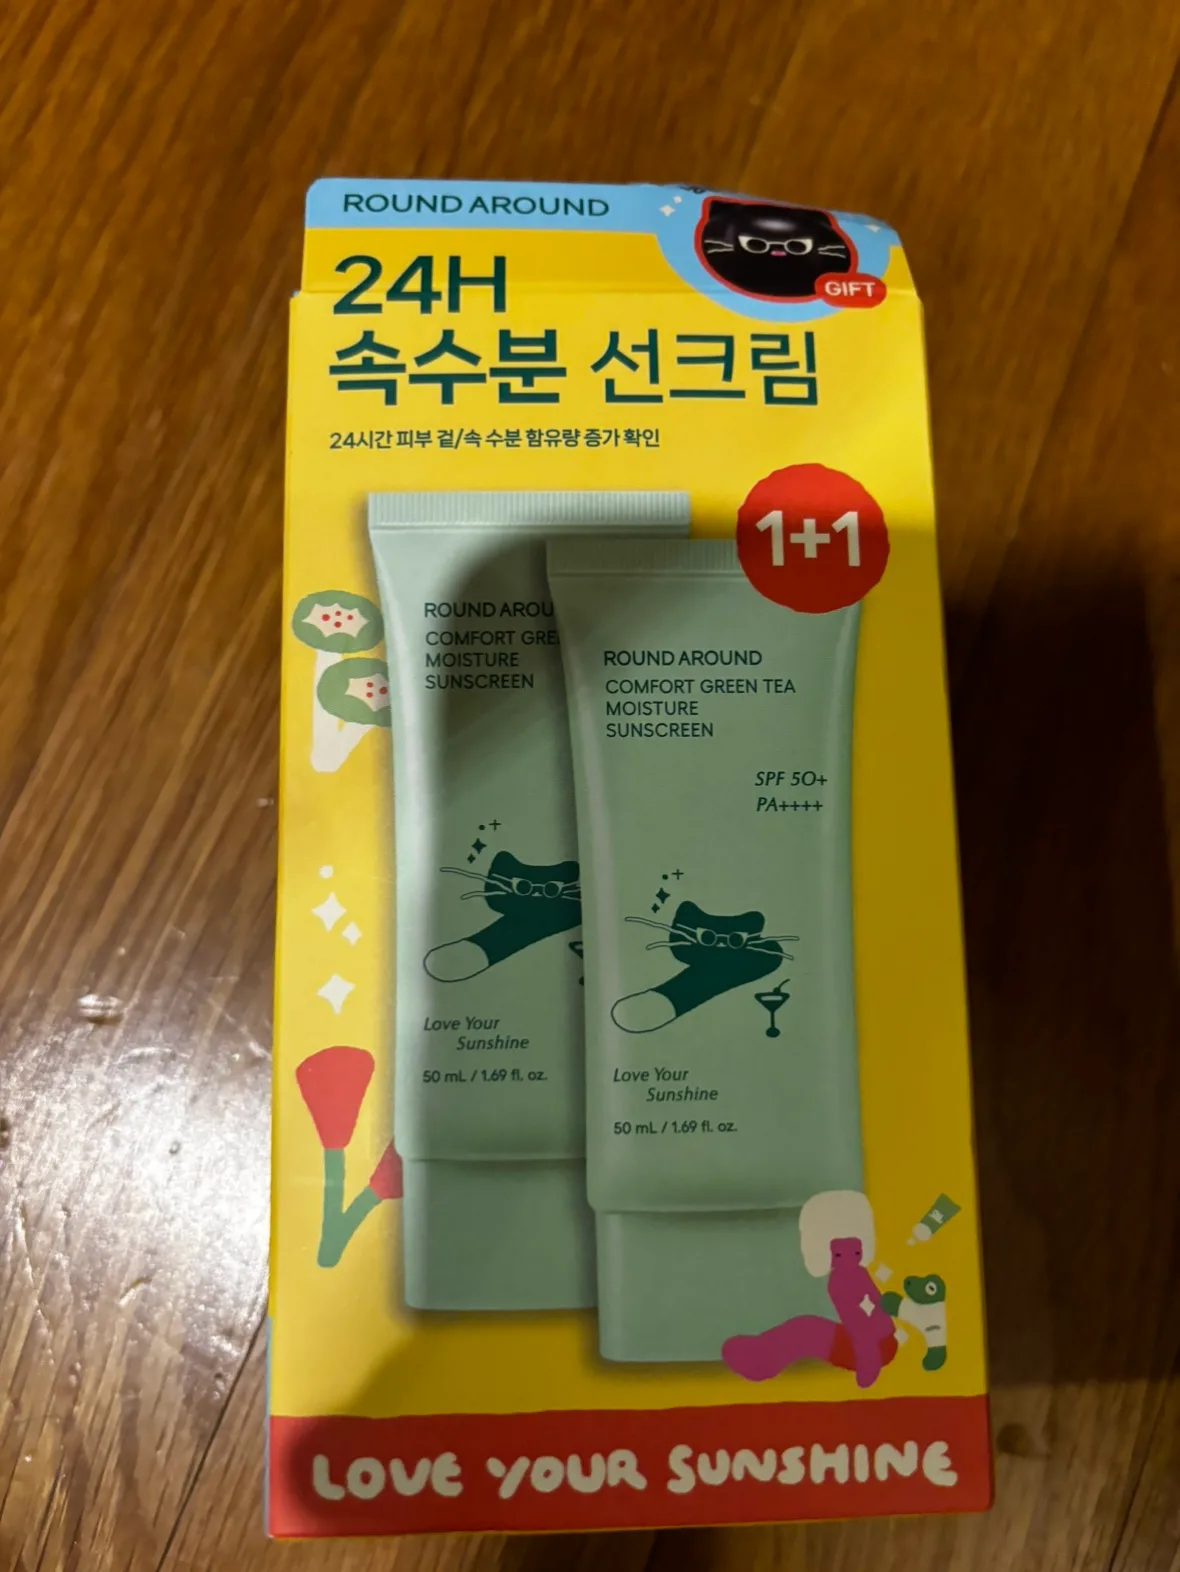 ROUND AROUND
GIFT
24H
속수분 선크림
24시간 피부 겉/속 수분 함유량 증가 확인
1+1
ROUND AROU
COMFORT GREE
MOISTURE
SUNSCREEN
Love Your
Sunshine
50 mL / 1.69 fl. oz.
ROUND AROUND
COMFORT GREEN TEA
MOISTURE
SUNSCREEN
SPF 50+
PA++++
Love Your
Sunshine
50 mL / 1.69 fl. oz.
LOVE YOUR SUNSHINE